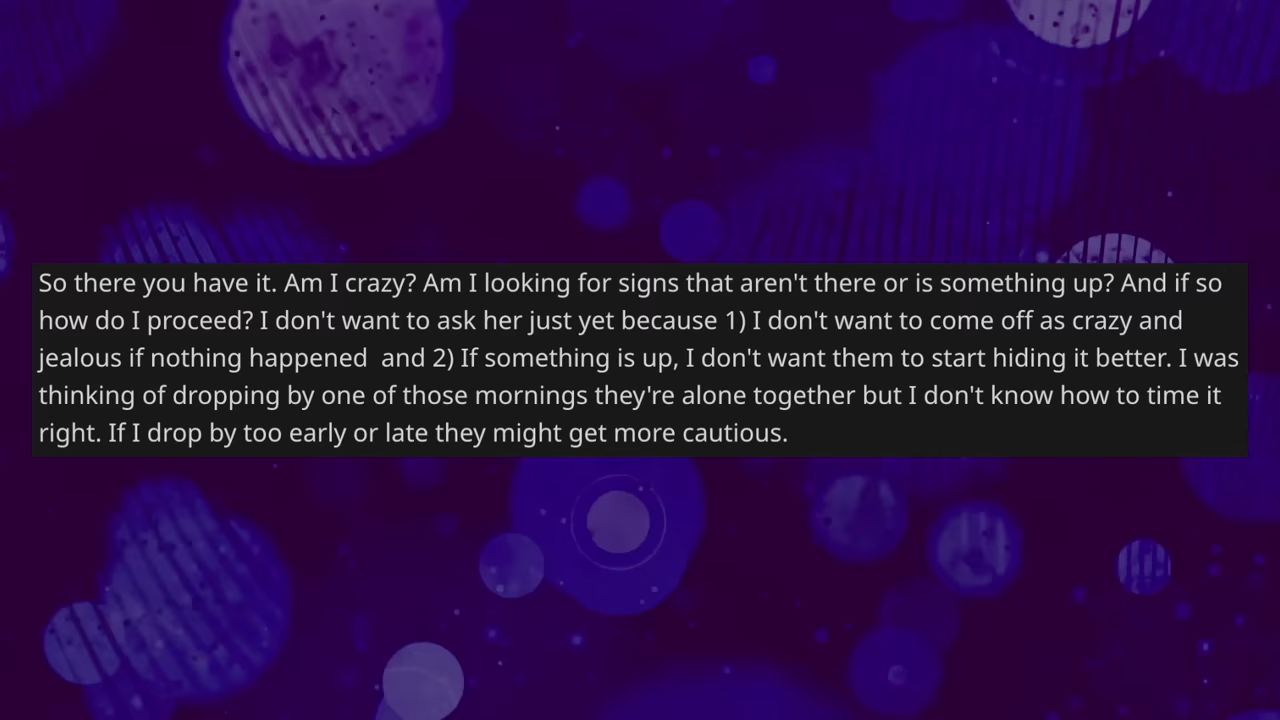 So there you have it. Am I crazy? Am I looking for signs that aren't there or is something up? And if so
how do I proceed? I don't want to ask her just yet because 1) I don't want to come off as crazy and
jealous if nothing happened  and 2) If something is up, I don't want them to start hiding it better. I was
thinking of dropping by one of those mornings they're alone together but I don't know how to time it
right. If I drop by too early or late they might get more cautious.